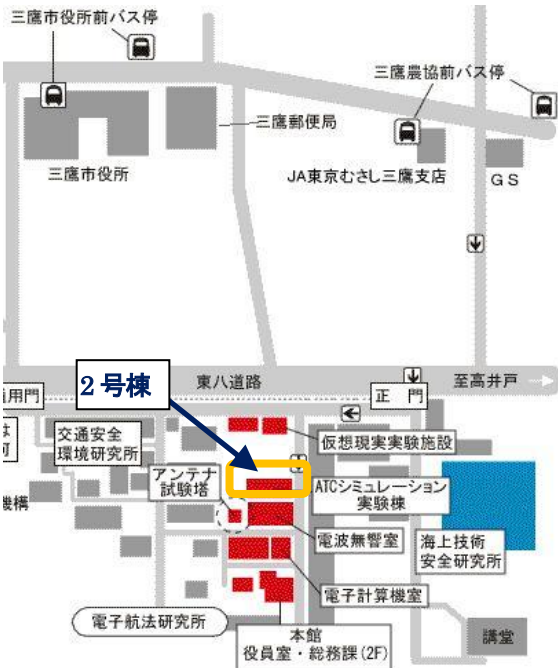 三鷹市役所前バス停
三鷹農協前バス停
三鷹郵便局
三鷹市役所
JA東京むさし三鷹支店
GS
2号棟
東八道路
至高井戸
用門
正門
は
可
交通安全
環境研究所
仮想現実実験施設
アンテナ
試験塔
ATCシミュレーション
実験棟
機構
電波無響室
海上技術
安全研究所
電子計算機室
電子航法研究所
本館
役員室・総務課(2F)
講堂